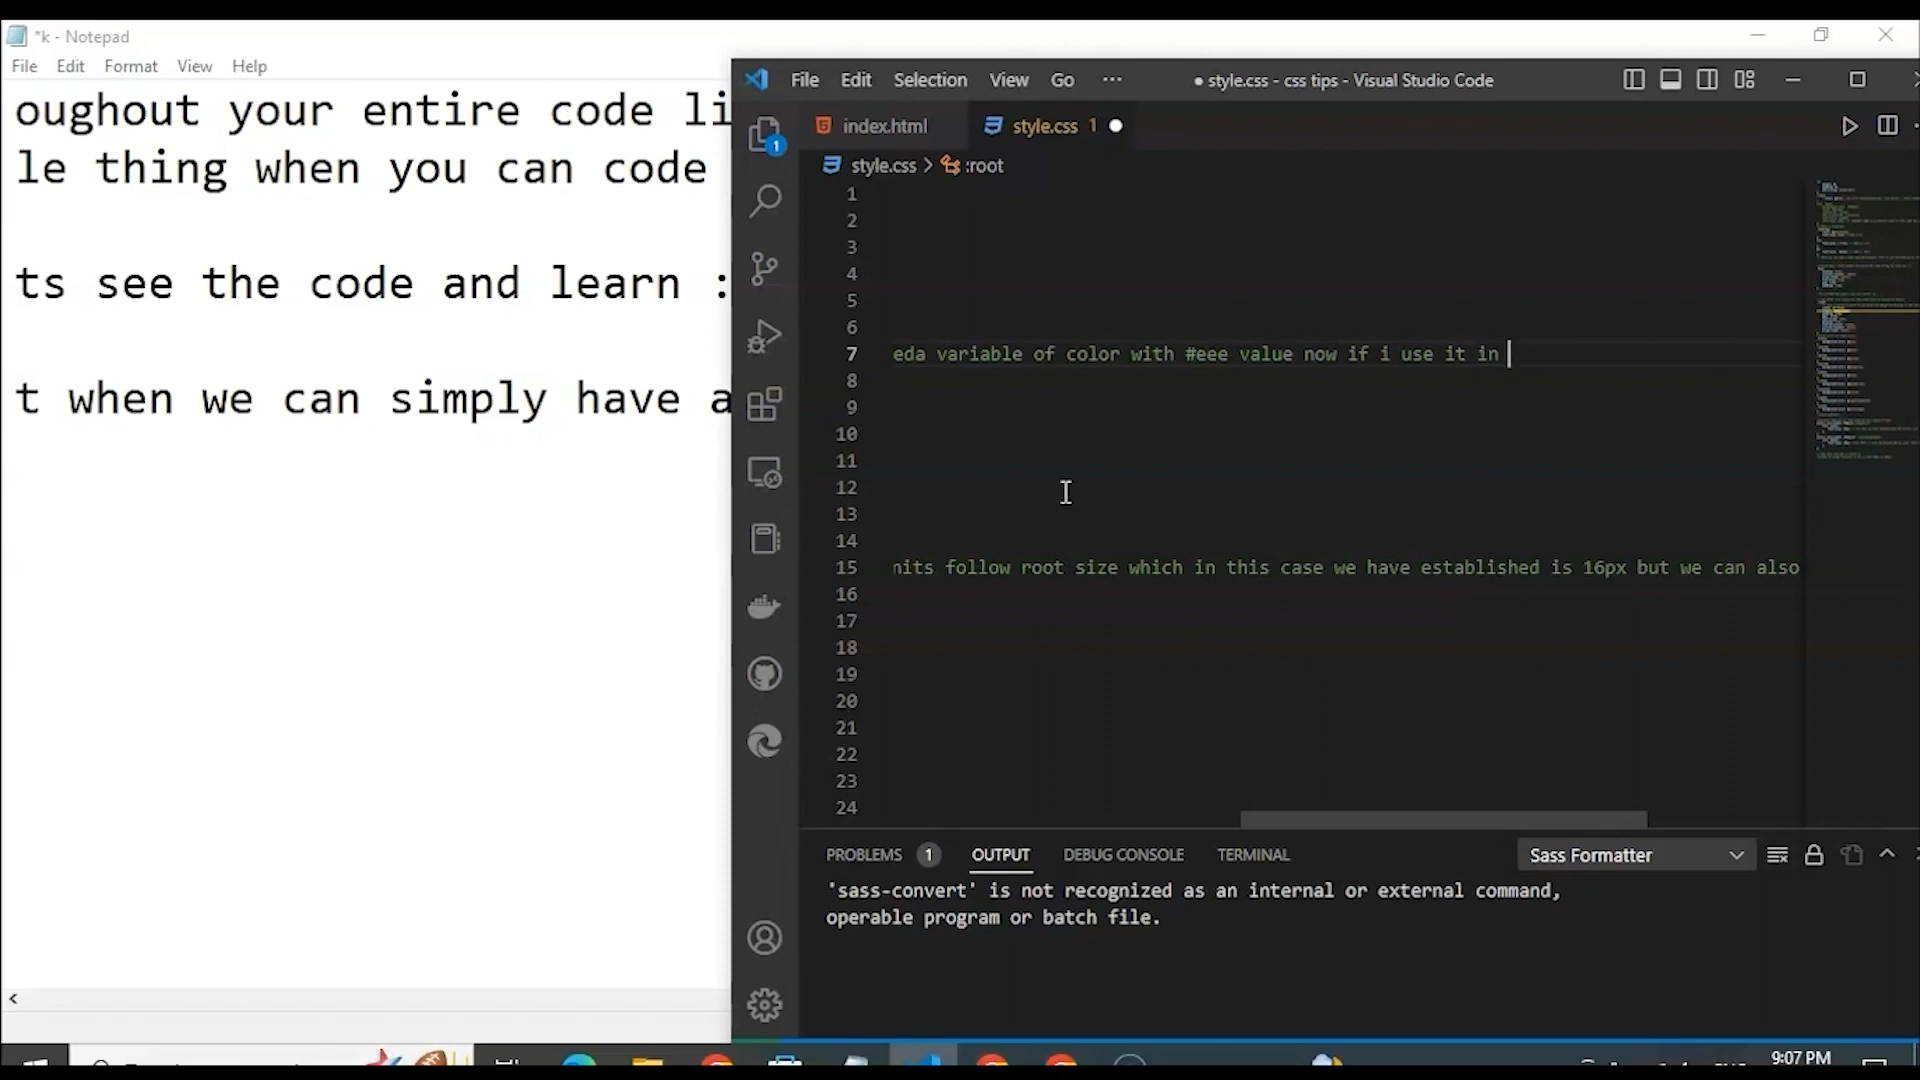 *k - Notepad
File Edit Format View Help
oughout your entire code li
le thing when you can code
ts see the code and learn :
t when we can simply have a
File Edit Selection View Go ···
● style.css - css tips - Visual Studio Code
index.html
style.css 1
style.css > :root
1
1
2
3
4
5
6
7 eda variable of color with #eee value now if i use it in
8
9
10
11
12
13
14
15 nits follow root size which in this case we have established is 16px but we can also
16
17
18
19
20
21
22
23
24
PROBLEMS 1 OUTPUT DEBUG CONSOLE TERMINAL
Sass Formatter
'sass-convert' is not recognized as an internal or external command,
operable program or batch file.
9:07 PM